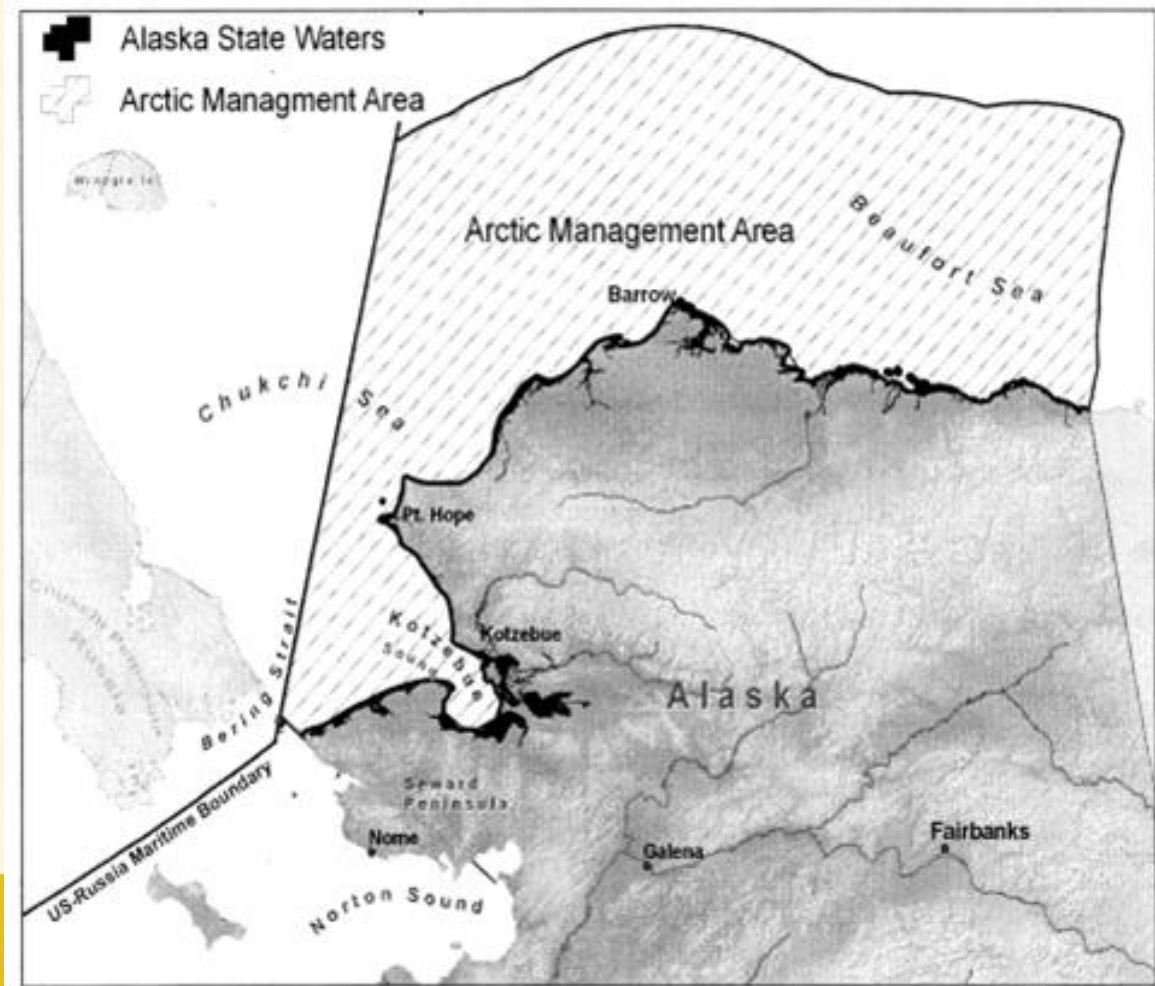 Alaska State Waters
Arctic Managment Area
Arctic Management Area
Beaufort Sea
Barrow
Chukchi Sea
Pt. Hope
Kotzebue
Sound
Kotzebue
Alaska
Bering Strait
Seward
Peninsula
US-Russia Maritime Boundary
Nome
Galena
Fairbanks
Norton Sound